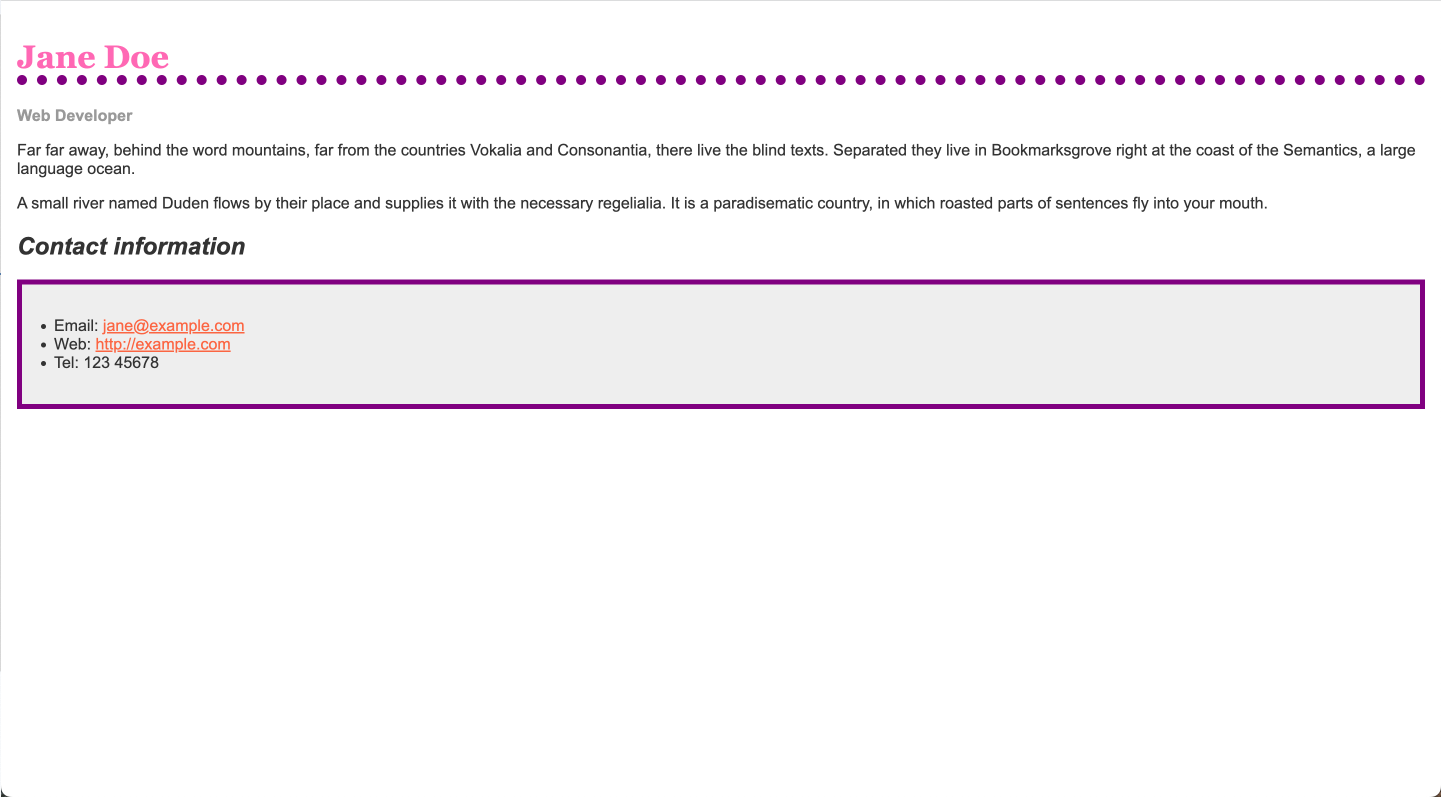 Jane Doe
Web Developer
Far far away, behind the word mountains, far from the countries Vokalia and Consonantia, there live the blind texts. Separated they live in Bookmarksgrove right at the coast of the Semantics, a large
language ocean.
A small river named Duden flows by their place and supplies it with the necessary regelialia. It is a paradisematic country, in which roasted parts of sentences fly into your mouth.
Contact information
• Email: jane@example.com
• Web: http://example.com
• Tel: 123 45678